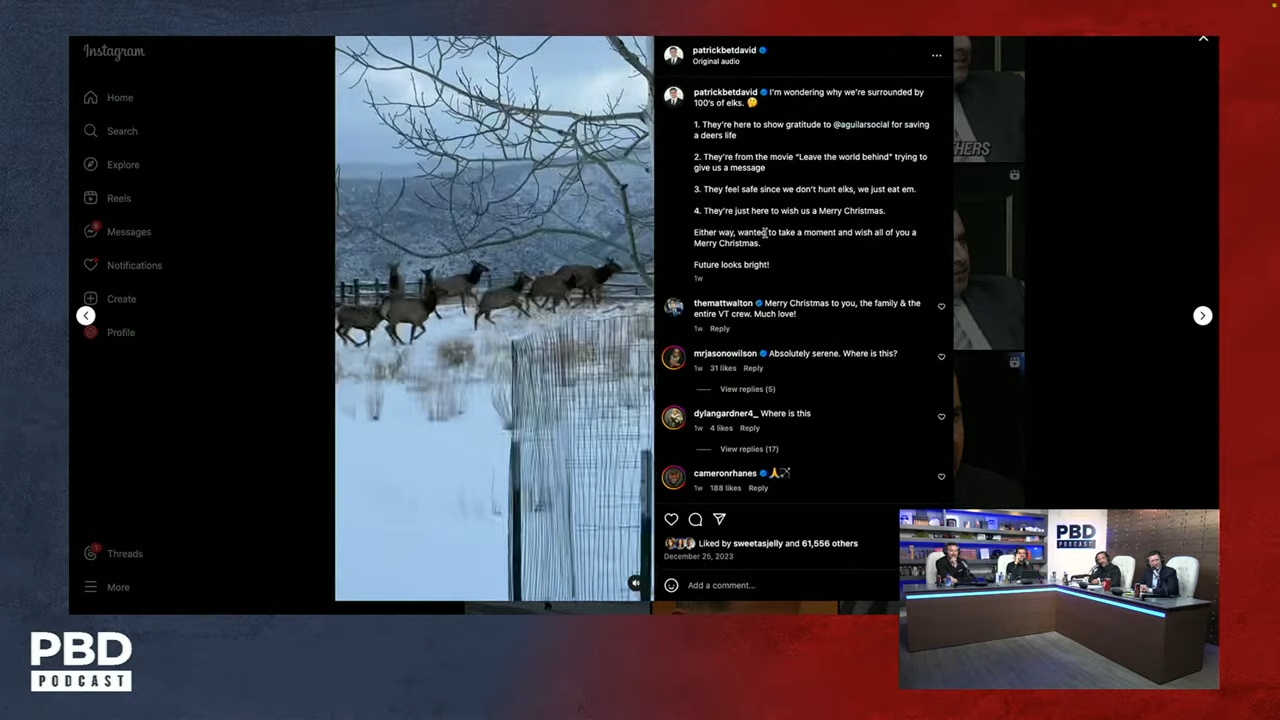 Instagram
Home
Search
Explore
Reels
Messages
Notifications
Create
Profile
Threads
More
patrickbetdavid
Original audio
patrickbetdavid I'm wondering why we're surrounded by
100's of elks. 🤔
1. They're here to show gratitude to @aguilarsocial for saving
a deers life
2. They're from the movie "Leave the world behind" trying to
give us a message
3. They feel safe since we don't hunt elks, we just eat em.
4. They're just here to wish us a Merry Christmas.
Either way, wanted to take a moment and wish all of you a
Merry Christmas.
Future looks bright!
1w
themattwalton Merry Christmas to you, the family & the
entire VT crew. Much love!
1w Reply
mrjasonowilson Absolutely serene. Where is this?
1w 31 likes Reply
View replies (5)
dylangardner4_ Where is this
1w 4 likes Reply
View replies (17)
cameronrhanes 🙏🏹
1w 188 likes Reply
Liked by sweetasjelly and 61,556 others
December 25, 2023
Add a comment...
HERS
PBD
PODCAST
PBD
PODCAST